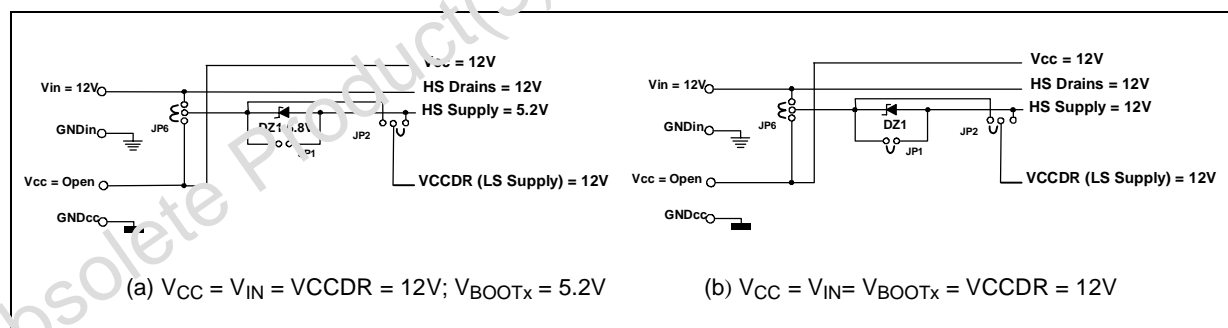 Vcc = 12V
Vin = 12V
HS Drains = 12V
HS Supply = 5.2V
JP6
GNDin
JP2
JP1
Vcc = Open
VCCDR (LS Supply) = 12V
GNDcc
(a) VCC = VIN = VCCDR = 12V; VBOOTx = 5.2V
Vcc = 12V
Vin = 12V
HS Drains = 12V
HS Supply = 12V
JP6
DZ1
GNDin
JP2
JP1
Vcc = Open
VCCDR (LS Supply) = 12V
GNDcc
(b) VCC = VIN= VBOOTx = VCCDR = 12V